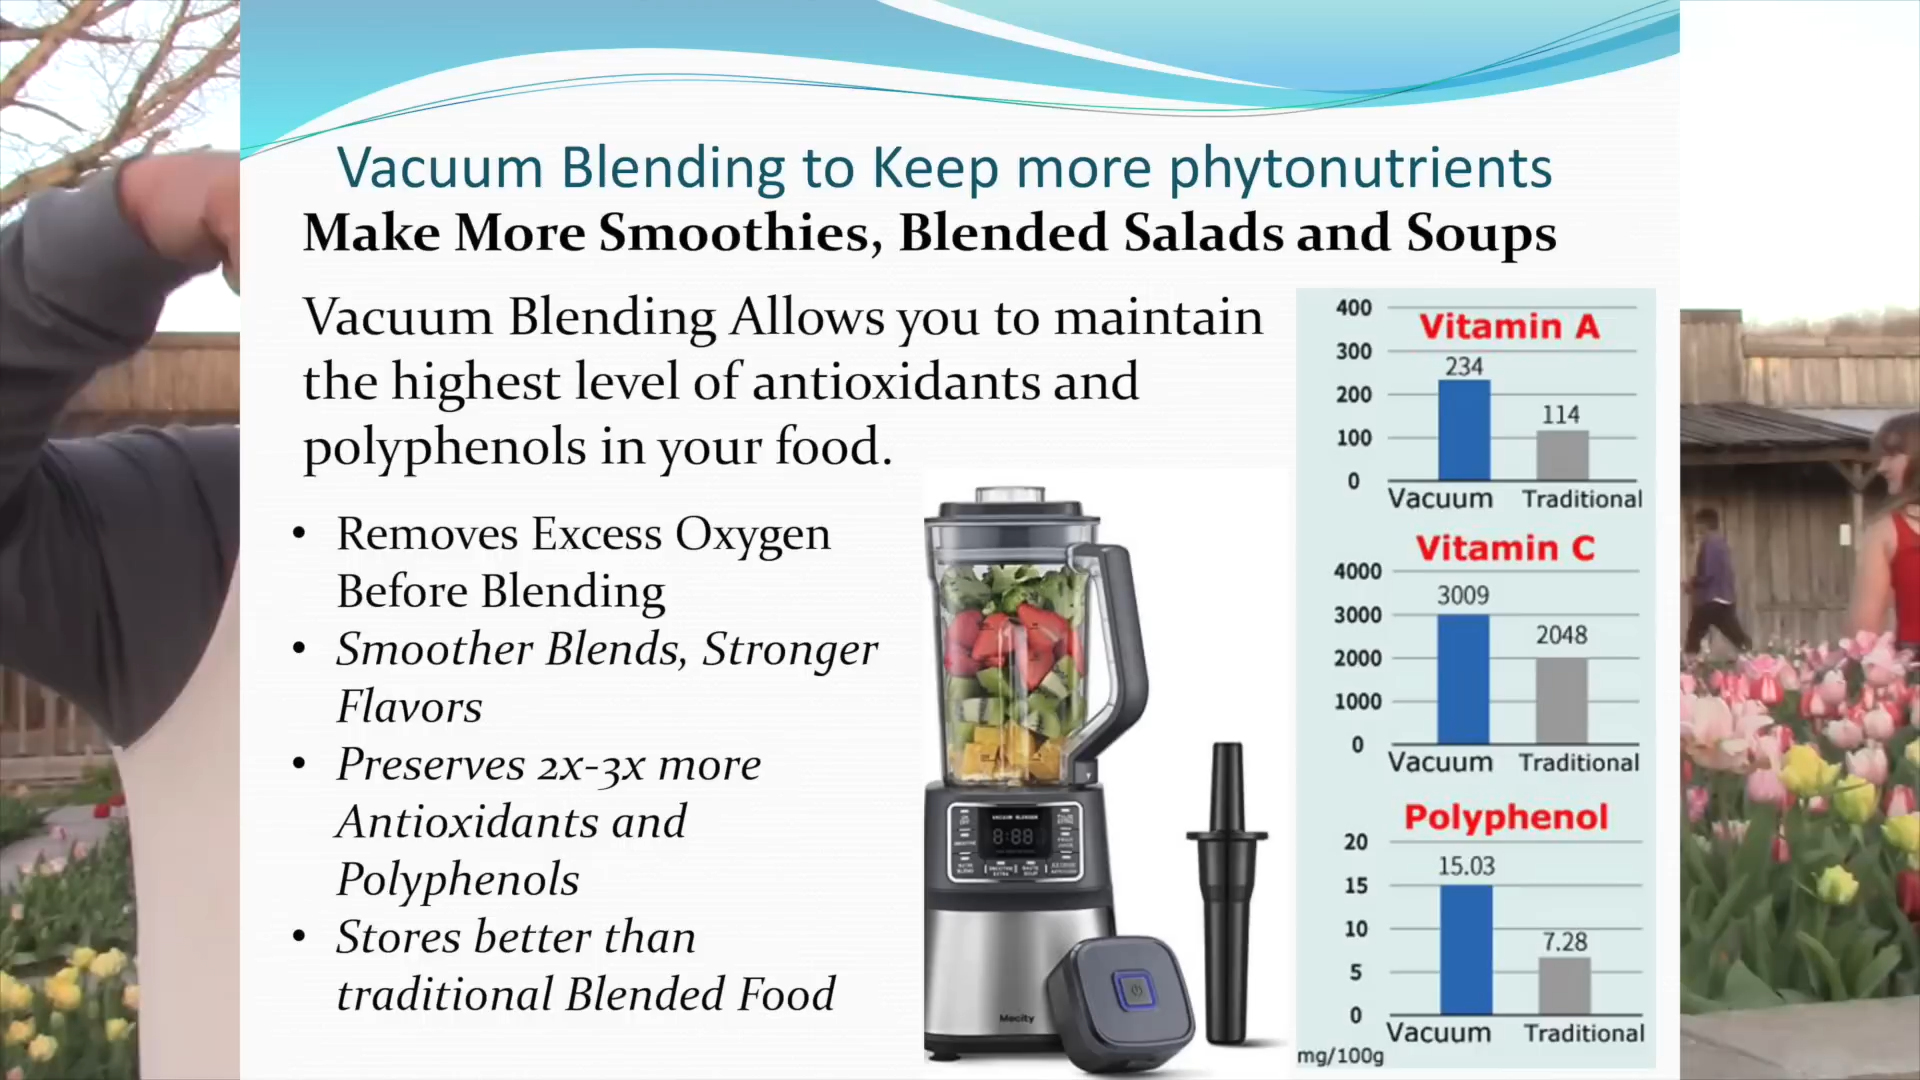 Vacuum Blending to Keep more phytonutrients
Make More Smoothies, Blended Salads and Soups
Vacuum Blending Allows you to maintain
the highest level of antioxidants and
polyphenols in your food.
• Removes Excess Oxygen
Before Blending
• Smoother Blends, Stronger
Flavors
• Preserves 2x-3x more
Antioxidants and
Polyphenols
• Stores better than
traditional Blended Food
VACUUM BLENDER
8:88
Mecity
Vitamin A
400
300
200
100
0
234
114
Vacuum Traditional
Vitamin C
4000
3000
2000
1000
0
3009
2048
Vacuum Traditional
Polyphenol
20
15
10
5
0
15.03
7.28
Vacuum Traditional
mg/100g